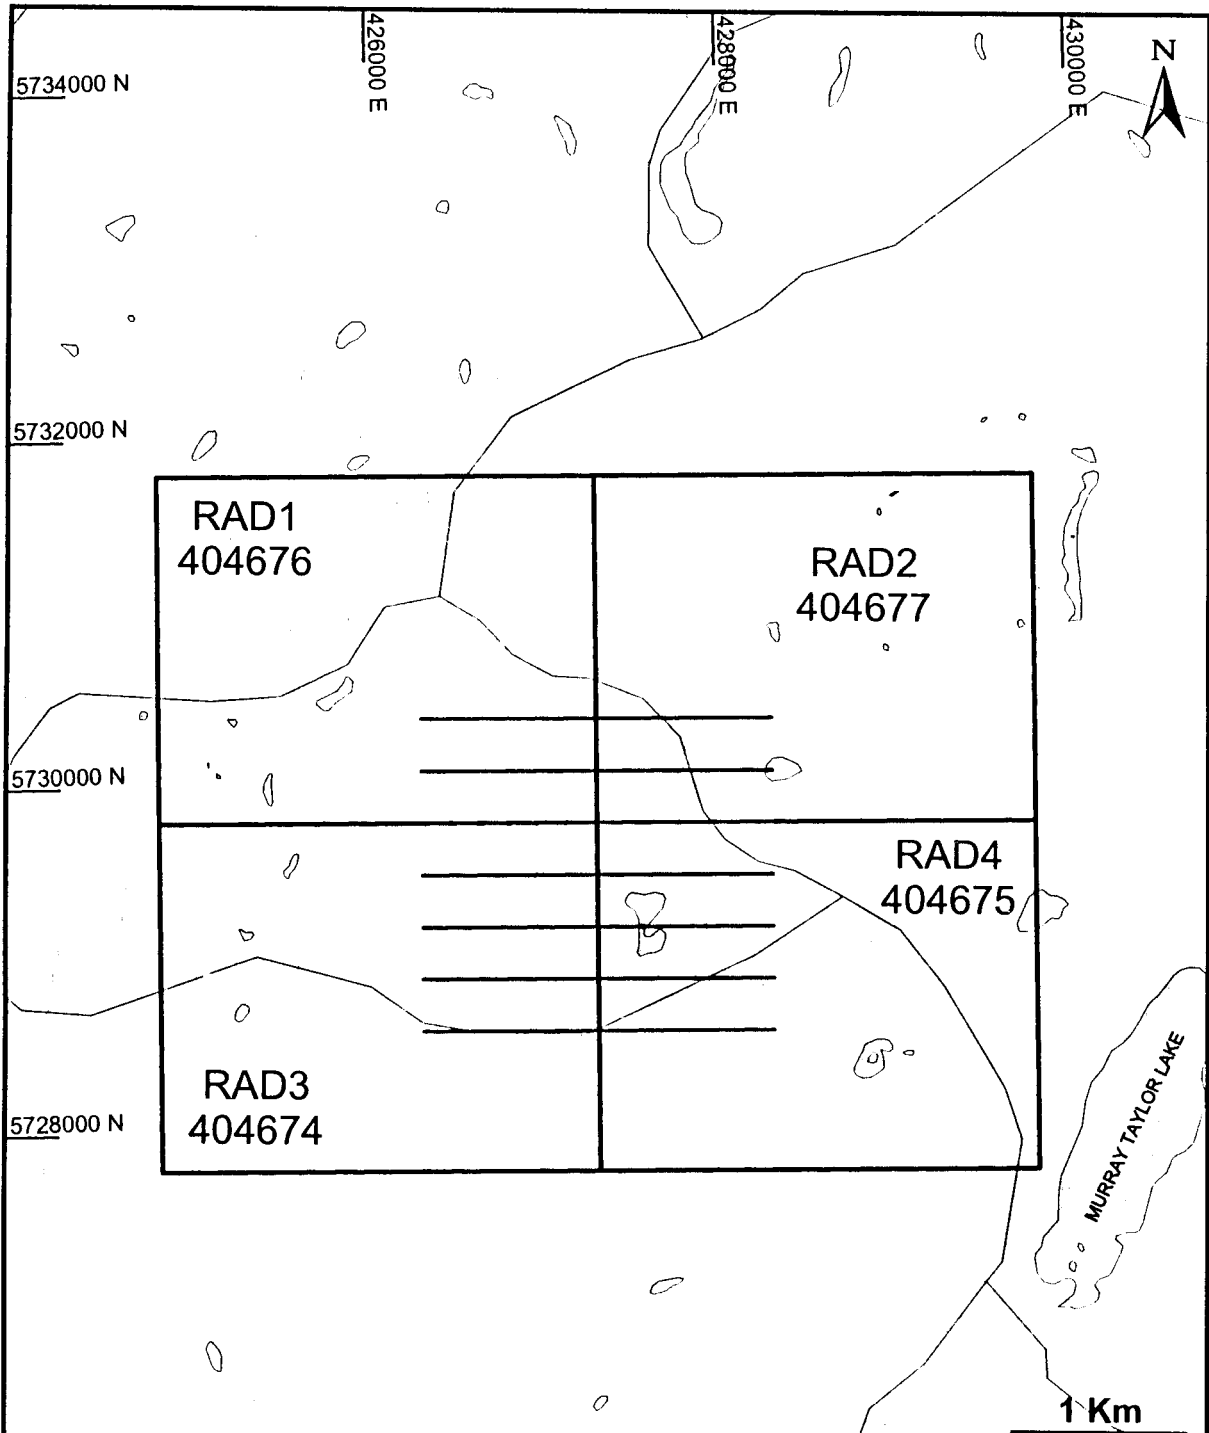 426000 E
428000 E
430000 E
N
5734000 N
5732000 N
RAD1
404676
RAD2
404677
5730000 N
RAD4
404675
RAD3
404674
5728000 N
MURRAY TAYLOR LAKE
1 Km